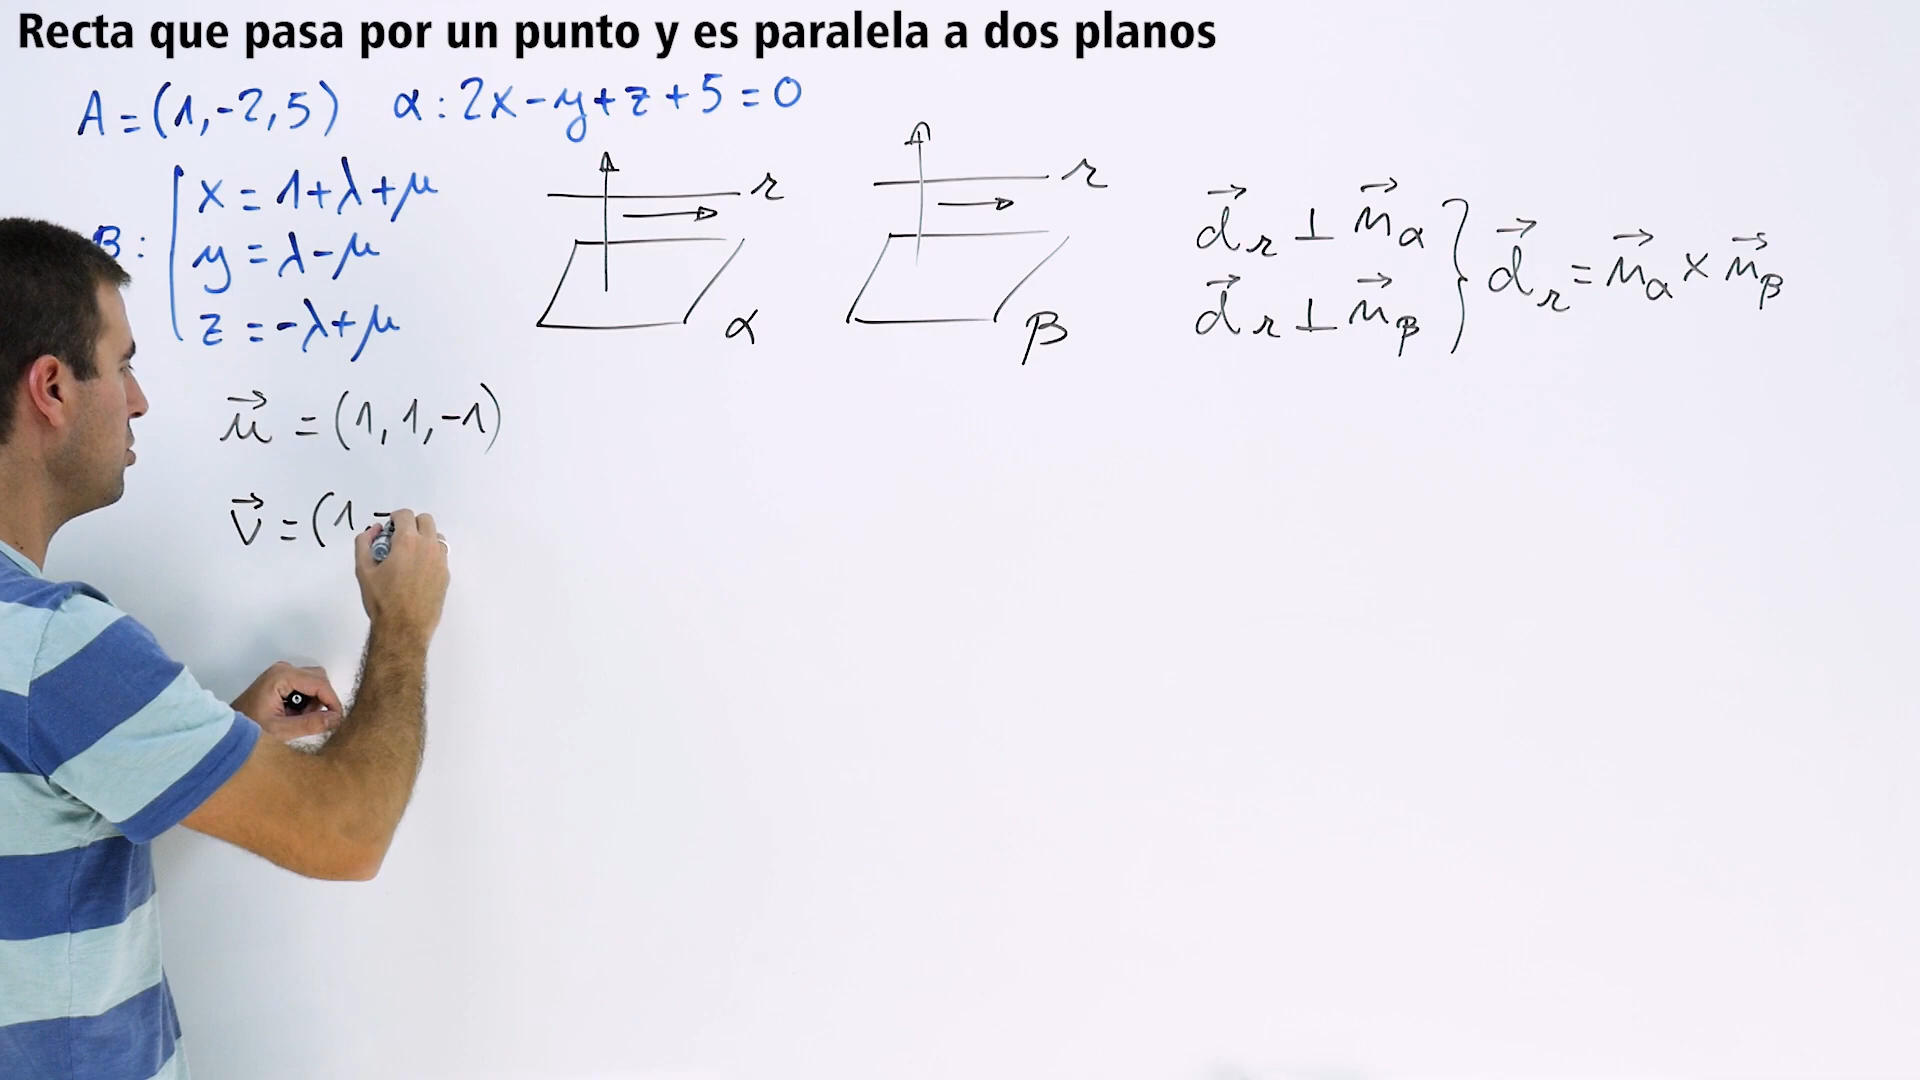 Recta que pasa por un punto y es paralela a dos planos
A = (1, -2, 5) α: 2x - y + z + 5 = 0
β: x = 1 + λ + μ
y = λ - μ
z = -λ + μ
r
α
r
β
d⃗r ⊥ n⃗α
d⃗r ⊥ n⃗β
d⃗r = n⃗α × n⃗β
u⃗ = (1, 1, -1)
v⃗ = (1, -